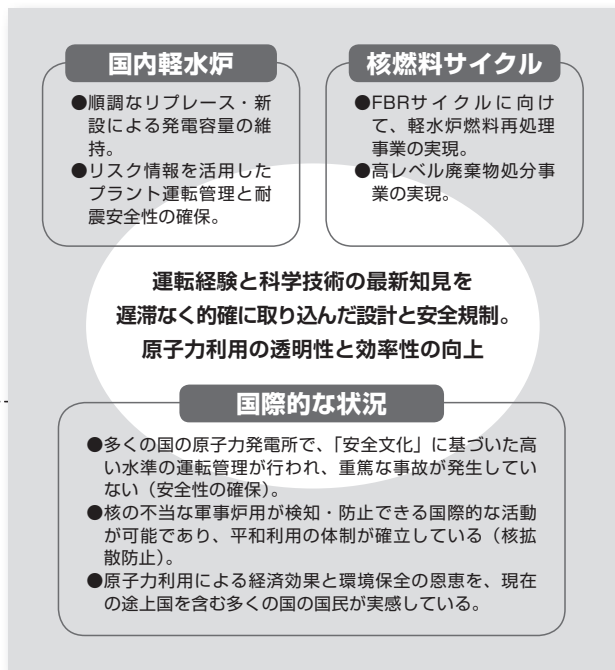 国内軽水炉
●順調なリプレース・新
設による発電容量の維
持。
●リスク情報を活用した
プラント運転管理と耐
震安全性の確保。
核燃料サイクル
●FBRサイクルに向け
て、軽水炉燃料再処理
事業の実現。
●高レベル廃棄物処分事
業の実現。
運転経験と科学技術の最新知見を
遅滞なく的確に取り込んだ設計と安全規制。
原子力利用の透明性と効率性の向上
国際的な状況
●多くの国の原子力発電所で、「安全文化」に基づいた高
い水準の運転管理が行われ、重篤な事故が発生してい
ない（安全性の確保）。
●核の不当な軍事炉用が検知・防止できる国際的な活動
が可能であり、平和利用の体制が確立している（核拡
散防止）。
●原子力利用による経済効果と環境保全の恩恵を、現在
の途上国を含む多くの国の国民が実感している。